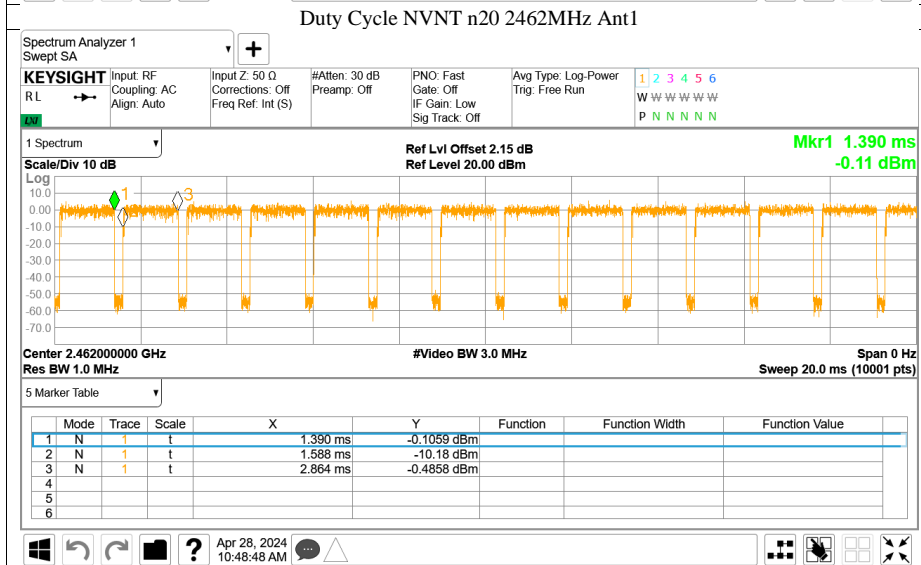 Duty Cycle NVNT n20 2462MHz Ant1
Spectrum Analyzer 1
Swept SA
KEYSIGHT Input: RF Input Z: 50 Ω #Atten: 30 dB PNO: Fast Avg Type: Log-Power 1 2 3 4 5 6
R L Coupling: AC Corrections: Off Preamp: Off Gate: Off Trig: Free Run W W W W W W
Align: Auto Freq Ref: Int (S) IF Gain: Low
LXI Sig Track: Off P N N N N N
1 Spectrum Ref Lvl Offset 2.15 dB Mkr1 1.390 ms
Scale/Div 10 dB Ref Level 20.00 dBm -0.11 dBm
Log
1 3
10.0
0.00
-10.0
-20.0
-30.0
-40.0
-50.0
-60.0
-70.0
Center 2.462000000 GHz #Video BW 3.0 MHz Span 0 Hz
Res BW 1.0 MHz Sweep 20.0 ms (10001 pts)
5 Marker Table
Mode Trace Scale X Y Function Function Width Function Value
1 N 1 t 1.390 ms -0.1059 dBm
2 N 1 t 1.588 ms -10.18 dBm
3 N 1 t 2.864 ms -0.4858 dBm
4
5
6
? Apr 28, 2024
10:48:48 AM